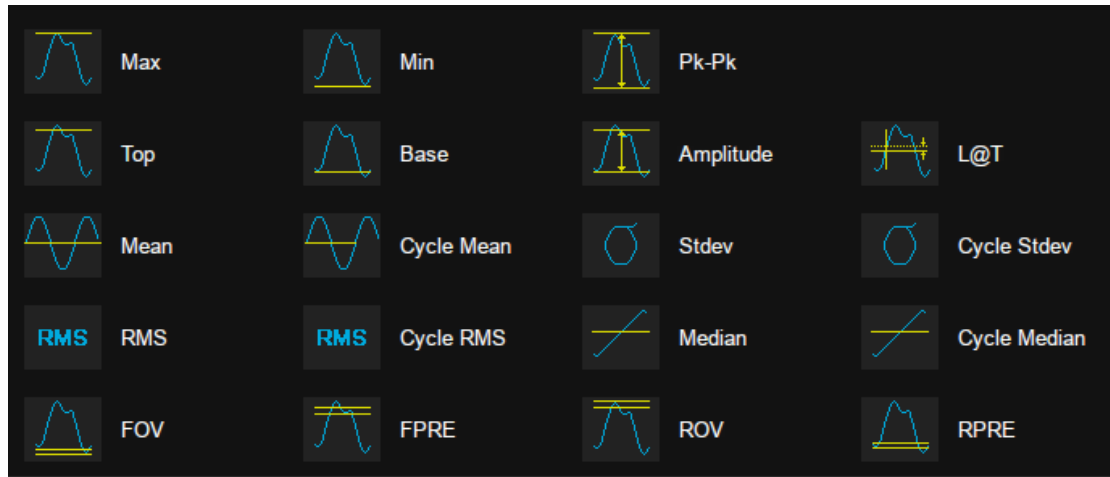 Max Min Pk-Pk
Top Base Amplitude L@T
Mean Cycle Mean Stdev Cycle Stdev
RMS RMS RMS Cycle RMS Median Cycle Median
FOV FPRE ROV RPRE